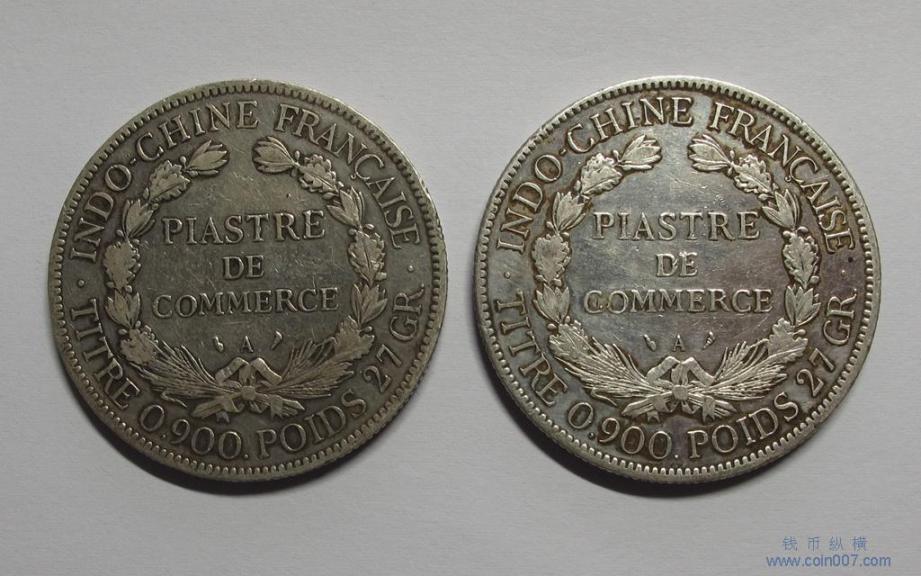 · INDO-CHINE FRANÇAISE ·
PIASTRE
DE
COMMERCE
A
TITRE 0.900. POIDS 27 GR.
· INDO-CHINE FRANÇAISE ·
PIASTRE
DE
COMMERCE
A
TITRE 0.900. POIDS 27 GR.
钱币纵横
www.coin007.com